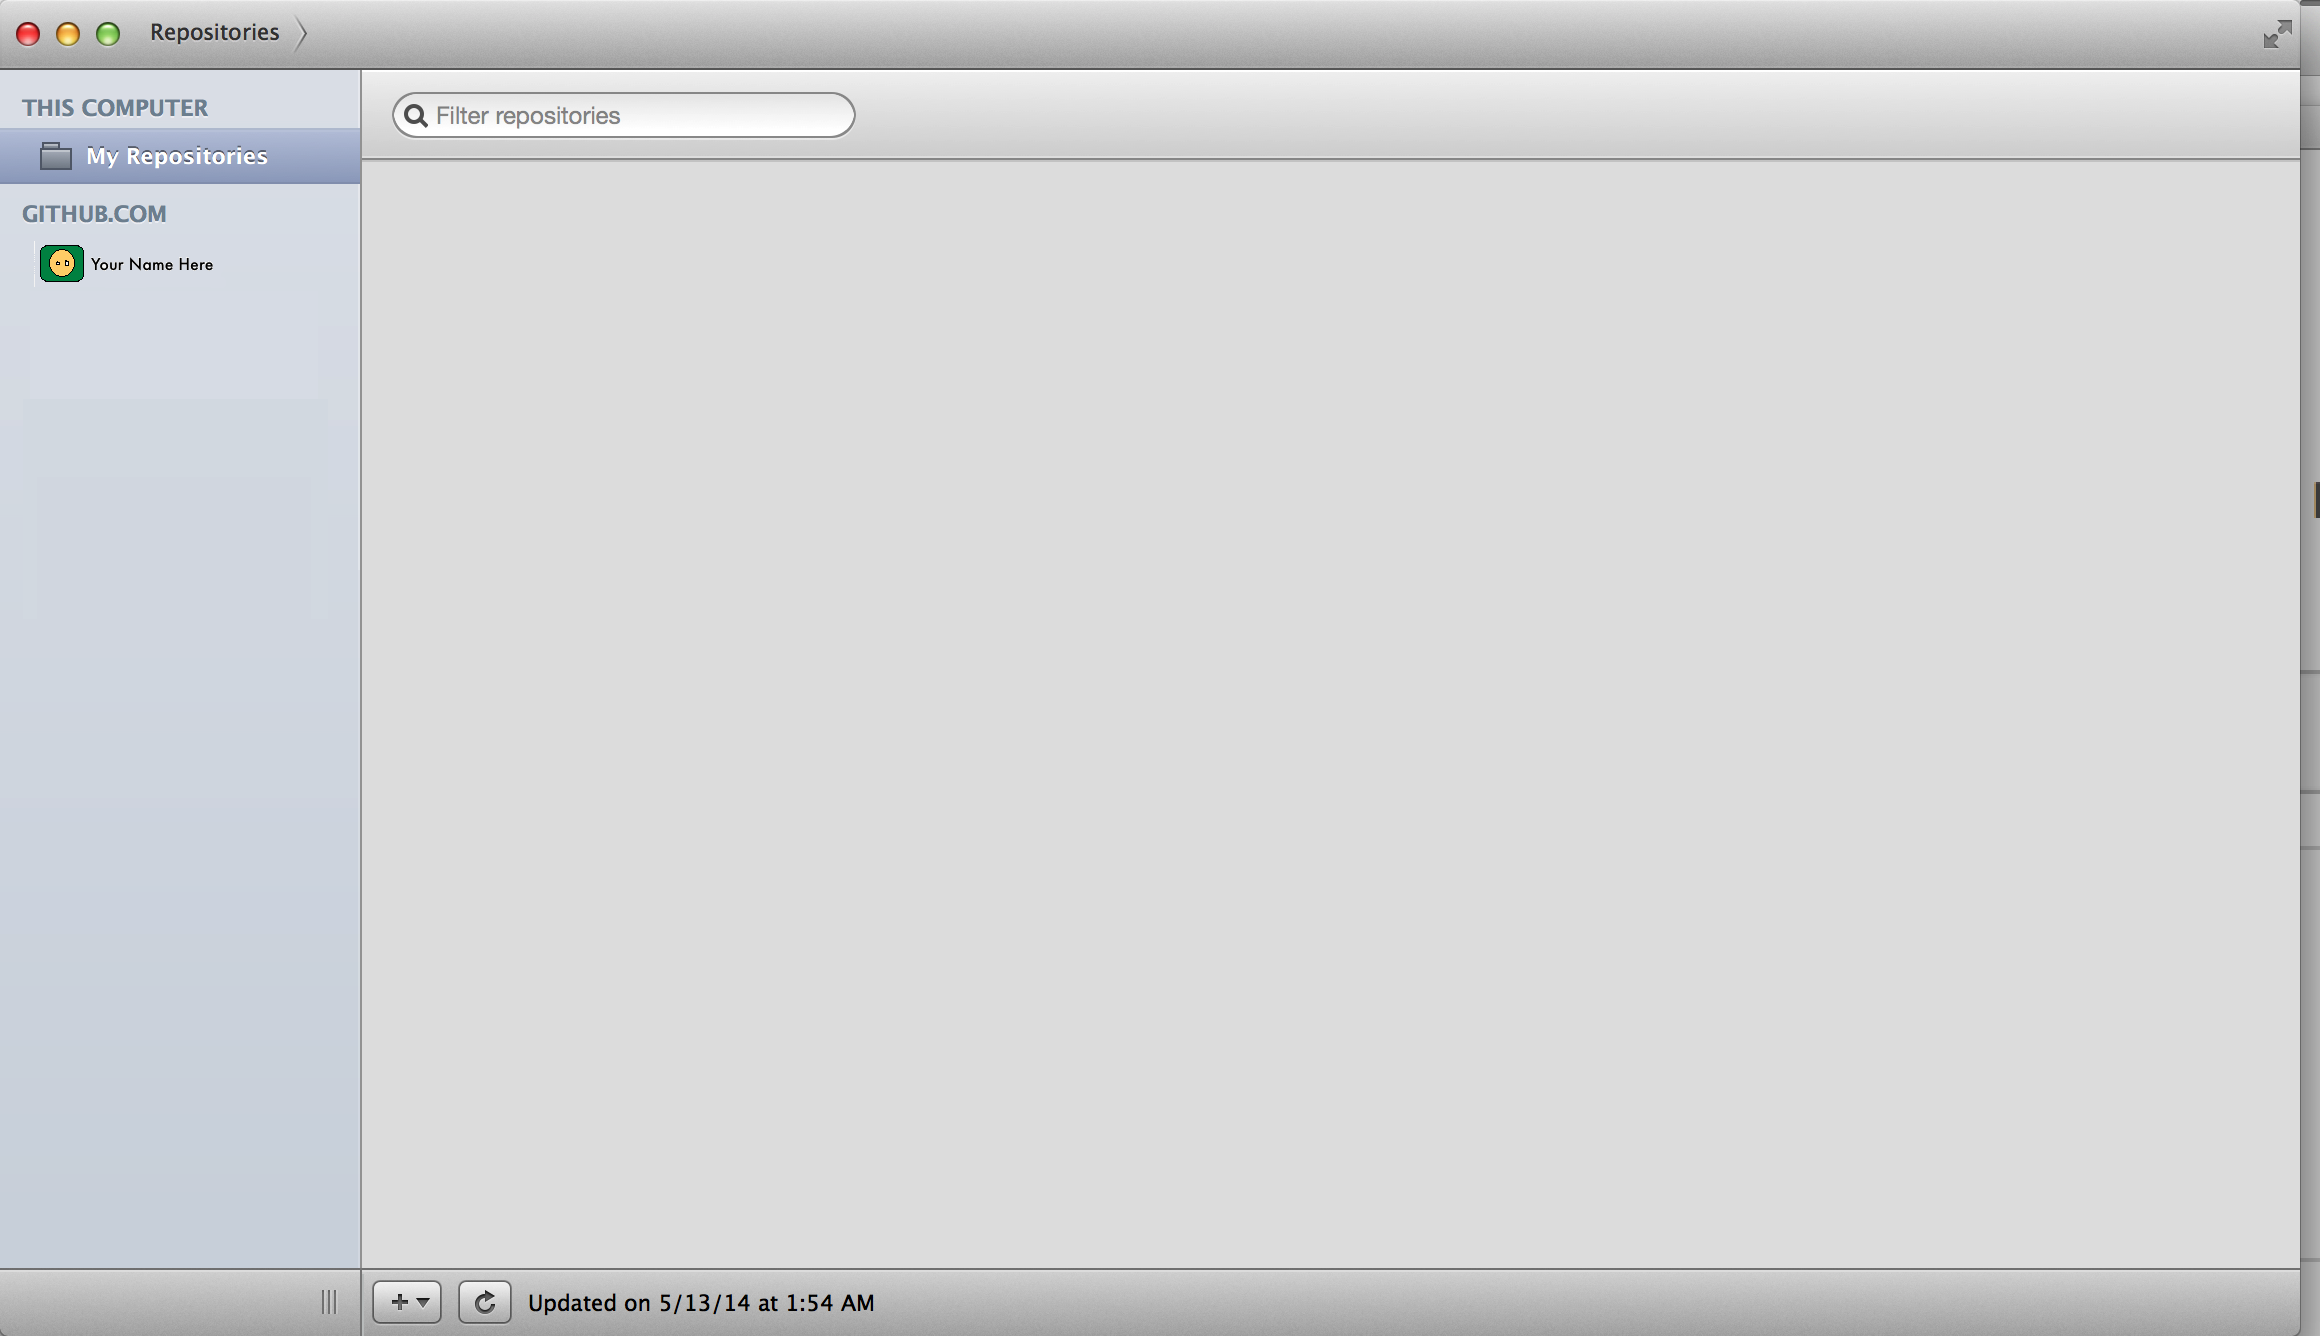 Repositories
THIS COMPUTER
My Repositories
GITHUB.COM
Your Name Here
Filter repositories
Updated on 5/13/14 at 1:54 AM